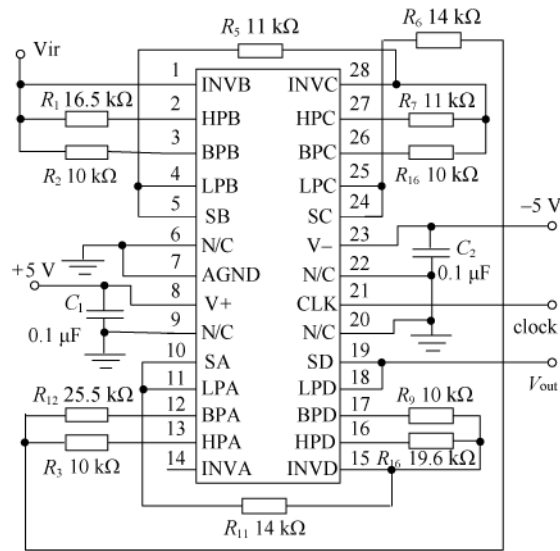 R6 14 kΩ
R5 11 kΩ
Vir
1 INVB INVC 28
R1 16.5 kΩ 2 HPB HPC 27 R7 11 kΩ
R2 10 kΩ 3 BPB BPC 26 R16 10 kΩ
4 LPB LPC 25
5 SB SC 24
6 N/C V− 23 −5 V
7 AGND N/C 22 C2 0.1 μF
+5 V 8 V+ CLK 21 clock
C1 0.1 μF 9 N/C N/C 20
10 SA SD 19
11 LPA LPD 18 Vout
R12 25.5 kΩ 12 BPA BPD 17 R9 10 kΩ
R3 10 kΩ 13 HPA HPD 16 R16 19.6 kΩ
14 INVA INVD 15
R11 14 kΩ